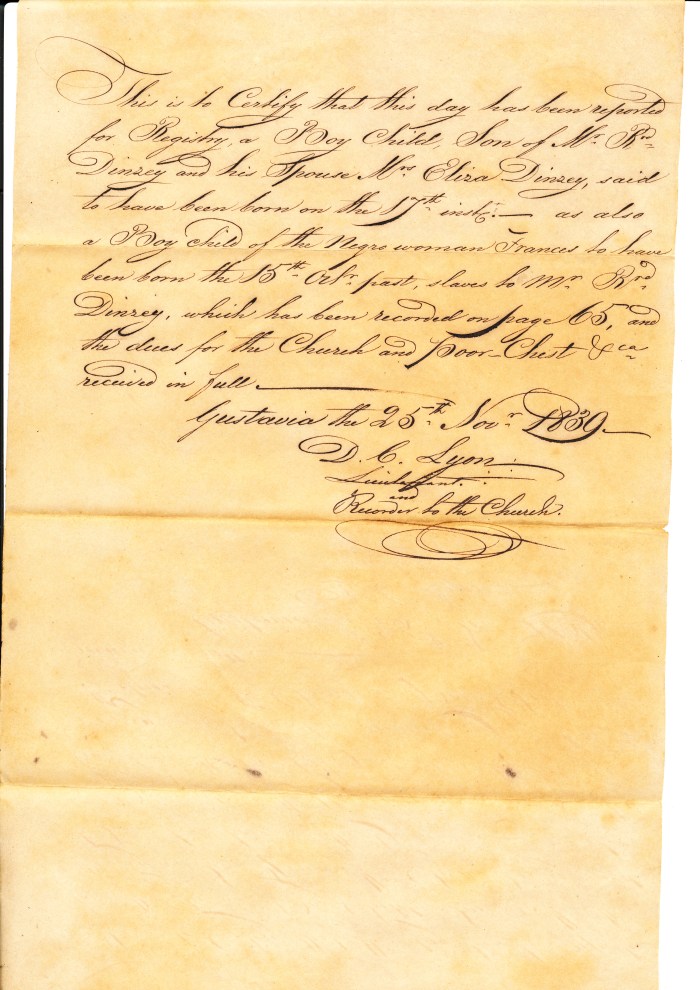 This is to Certify that this day has been reported
for Registry, a Boy Child, Son of Mr. Rd.
Dinzey and his Spouse Mrs Eliza Dinzey, said
to have been born on the 17th inst. — as also
a Boy child of the Negro woman Frances to have
been born the 15th Octr. past, slaves to Mr Rd.
Dinzey, which has been recorded on page 65, and
the dues for the Church and Poor-Chest &ca
received in full —
Gustavia the 25th Novr 1839 —
D. C. Lyon
Lieutenant.
and
Recorder to the Church.